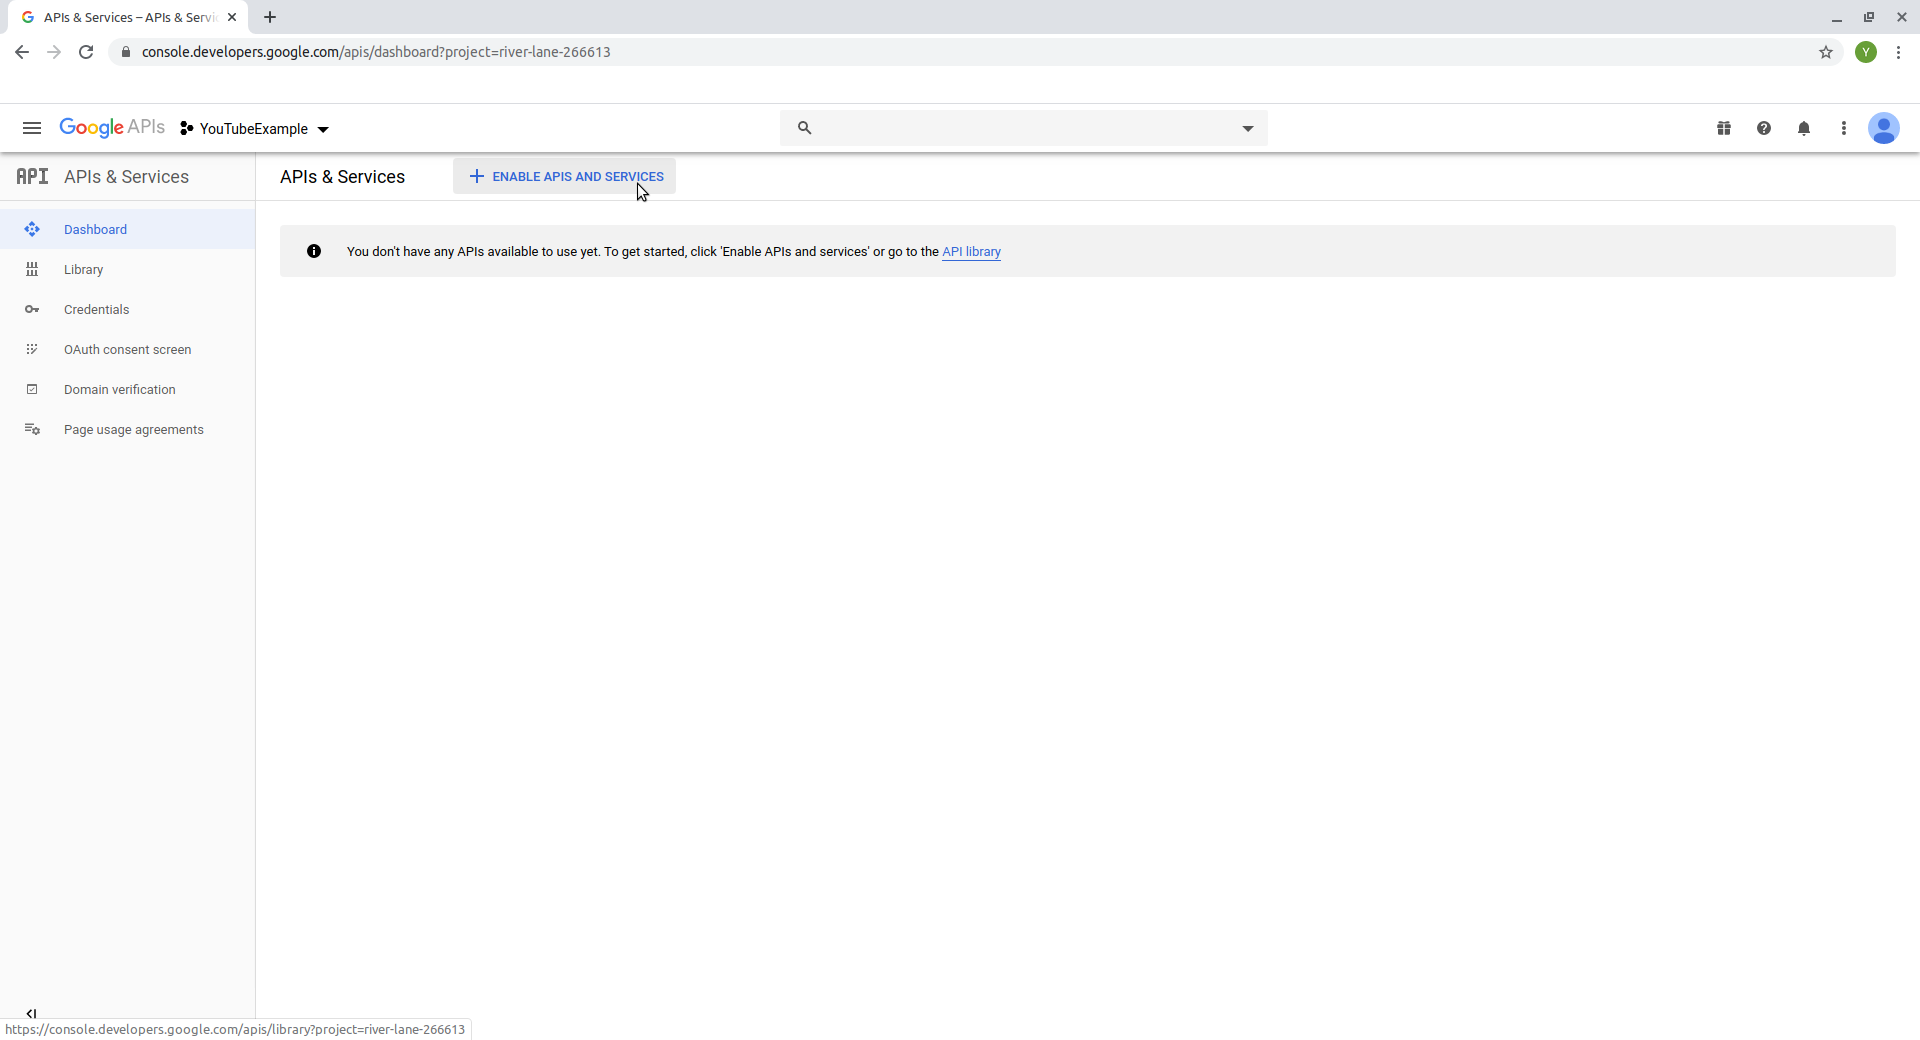 APIs & Services – APIs & Servi
console.developers.google.com/apis/dashboard?project=river-lane-266613
Y
Google APIs
YouTubeExample
API APIs & Services
APIs & Services
ENABLE APIS AND SERVICES
Dashboard
You don't have any APIs available to use yet. To get started, click 'Enable APIs and services' or go to the API library
Library
Credentials
OAuth consent screen
Domain verification
Page usage agreements
https://console.developers.google.com/apis/library?project=river-lane-266613